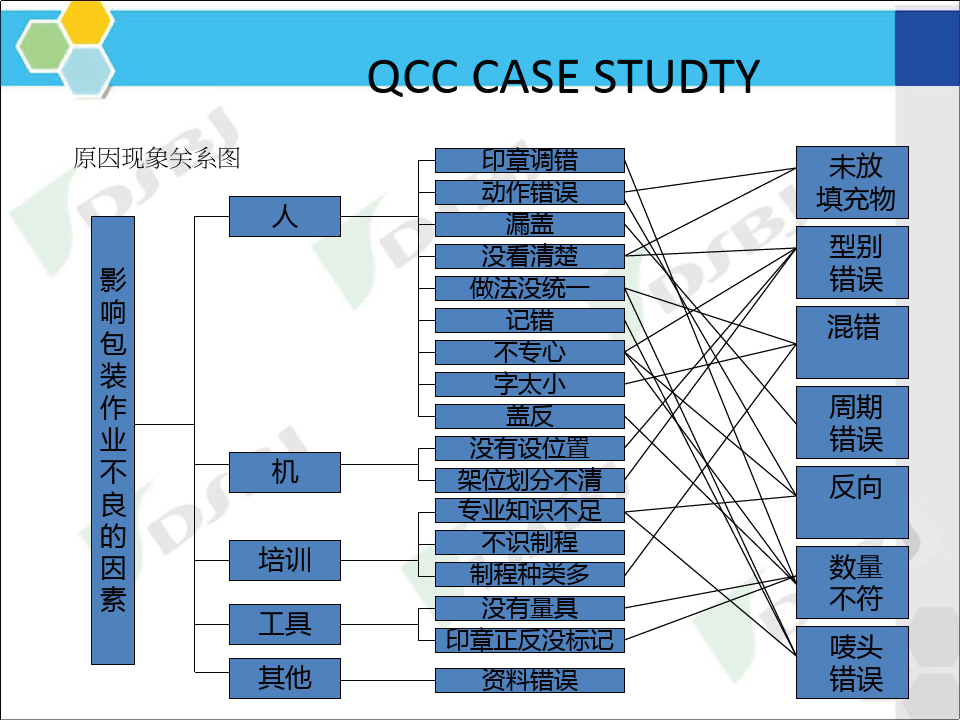 QCC CASE STUDTY
原因现象关系图
影
响
包
装
作
业
不
良
的
因
素
人
机
培训
工具
其他
印章调错
动作错误
漏盖
没看清楚
做法没统一
记错
不专心
字太小
盖反
没有设位置
架位划分不清
专业知识不足
不识制程
制程种类多
没有量具
印章正反没标记
资料错误
未放
填充物
型别
错误
混错
周期
错误
反向
数量
不符
唛头
错误
DSBJ
DSBJ
DSBJ
DSBJ
DSBJ
DSBJ